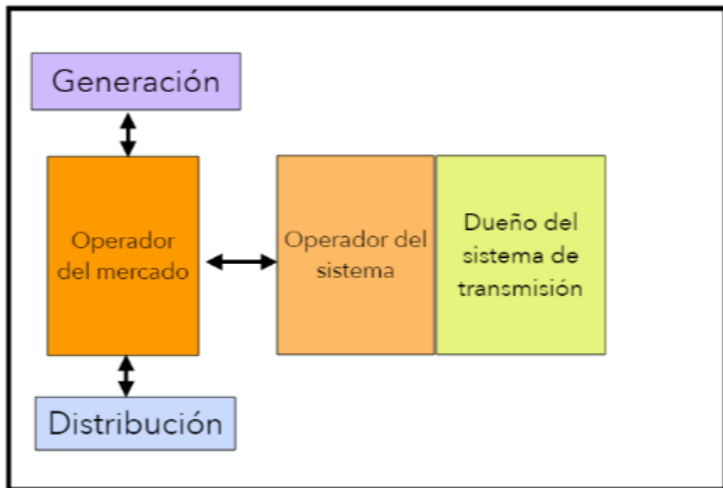 Generación
Operador
del mercado
Operador del
sistema
Dueño del
sistema de
transmisión
Distribución